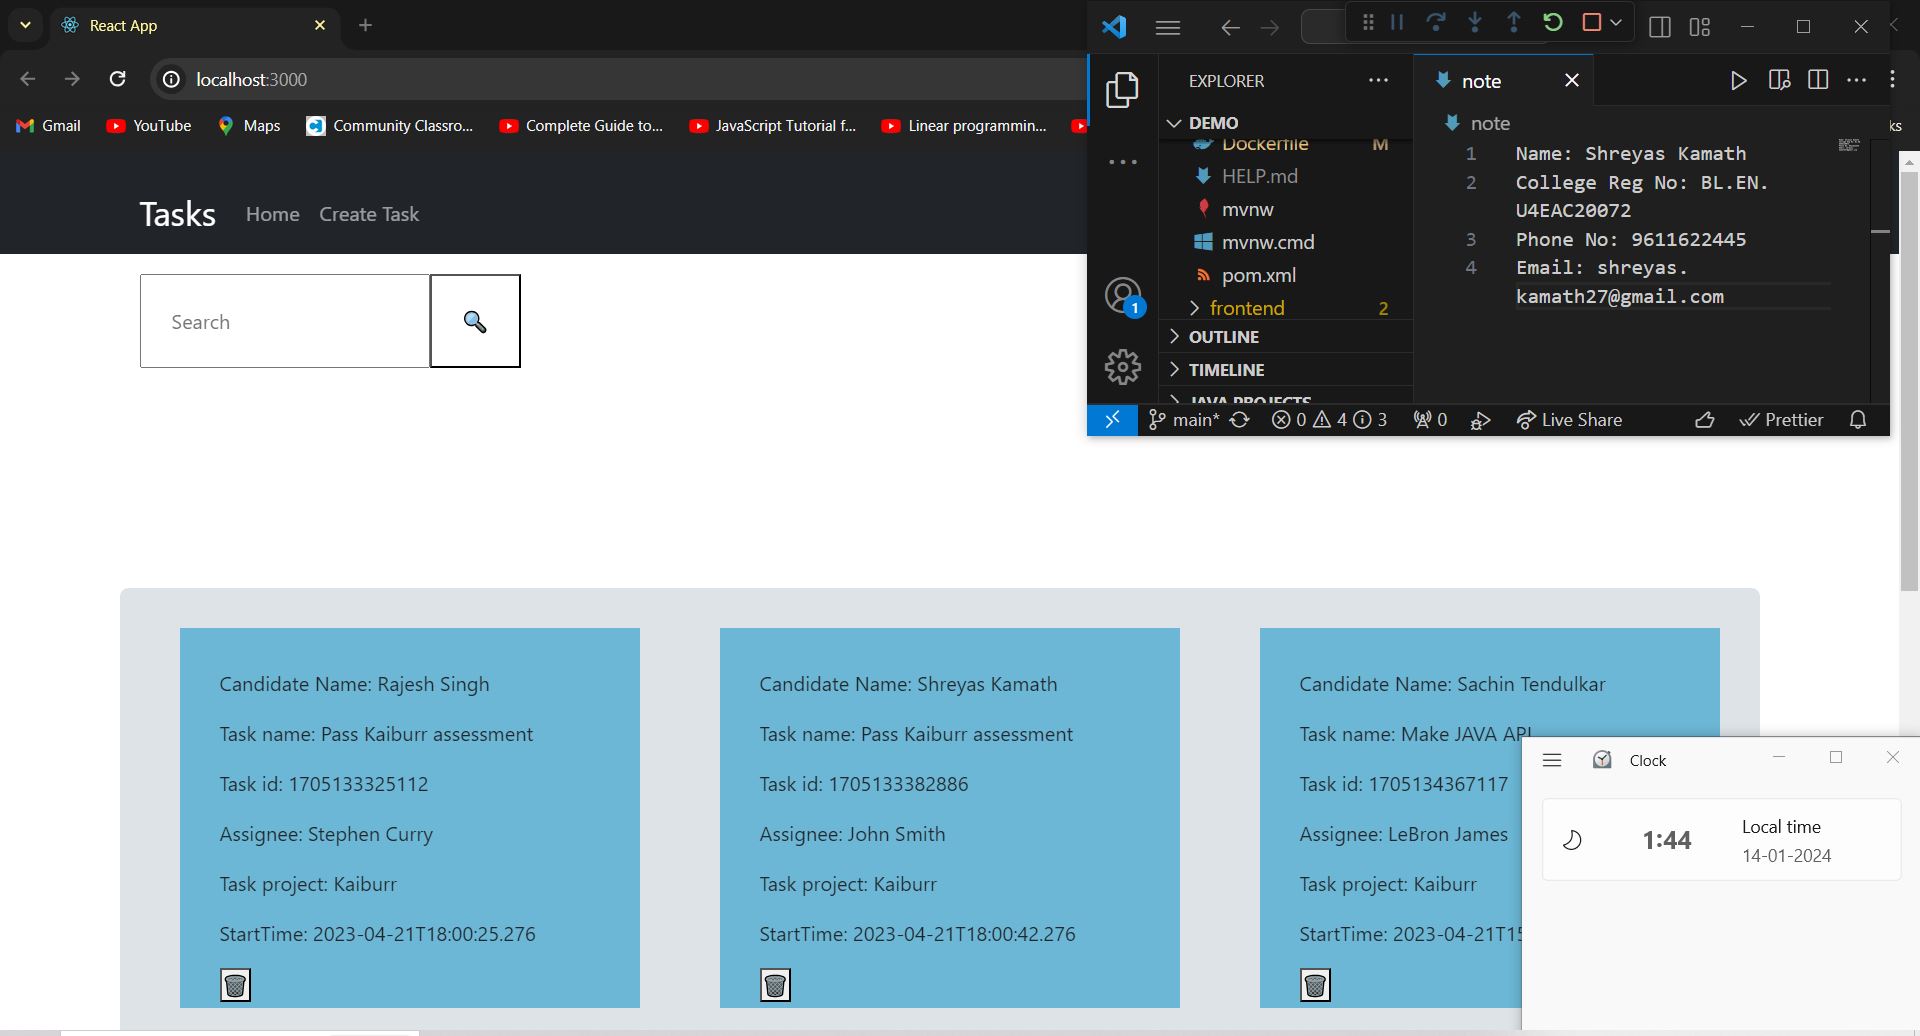 React App
localhost:3000
Gmail
YouTube
Maps
Community Classro...
Complete Guide to...
JavaScript Tutorial f...
Linear programmin...
ks
Tasks
Home
Create Task
Search
EXPLORER
DEMO
Dockerfile M
HELP.md
mvnw
mvnw.cmd
pom.xml
frontend 2
OUTLINE
TIMELINE
JAVA PROJECTS
1
note
note
1 Name: Shreyas Kamath
2 College Reg No: BL.EN.
U4EAC20072
3 Phone No: 9611622445
4 Email: shreyas.
kamath27@gmail.com
main* 0 4 3 0 Live Share Prettier
Candidate Name: Rajesh Singh
Task name: Pass Kaiburr assessment
Task id: 1705133325112
Assignee: Stephen Curry
Task project: Kaiburr
StartTime: 2023-04-21T18:00:25.276
Candidate Name: Shreyas Kamath
Task name: Pass Kaiburr assessment
Task id: 1705133382886
Assignee: John Smith
Task project: Kaiburr
StartTime: 2023-04-21T18:00:42.276
Candidate Name: Sachin Tendulkar
Task name: Make JAVA API
Task id: 1705134367117
Assignee: LeBron James
Task project: Kaiburr
StartTime: 2023-04-21T15
Clock
1:44
Local time
14-01-2024